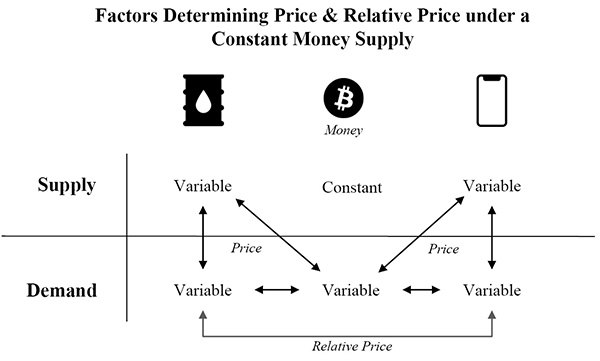 Factors Determining Price & Relative Price under a
Constant Money Supply
Money
Supply
Variable
Constant
Variable
Price
Price
Demand
Variable
Variable
Variable
Relative Price